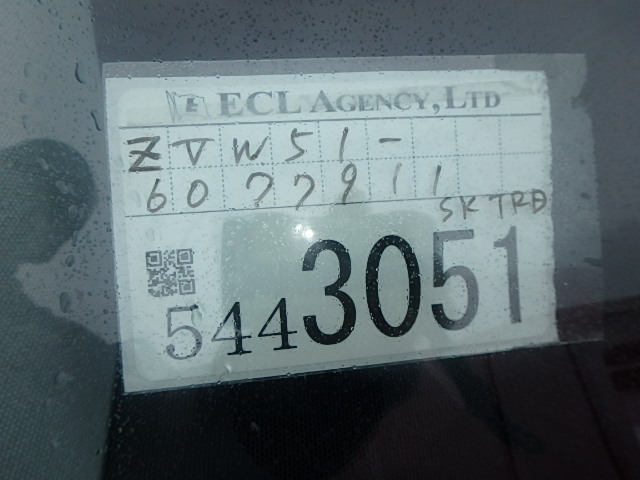 E ECL AGENCY, LTD
ZVW51-
6077911
SK TRD
5443051